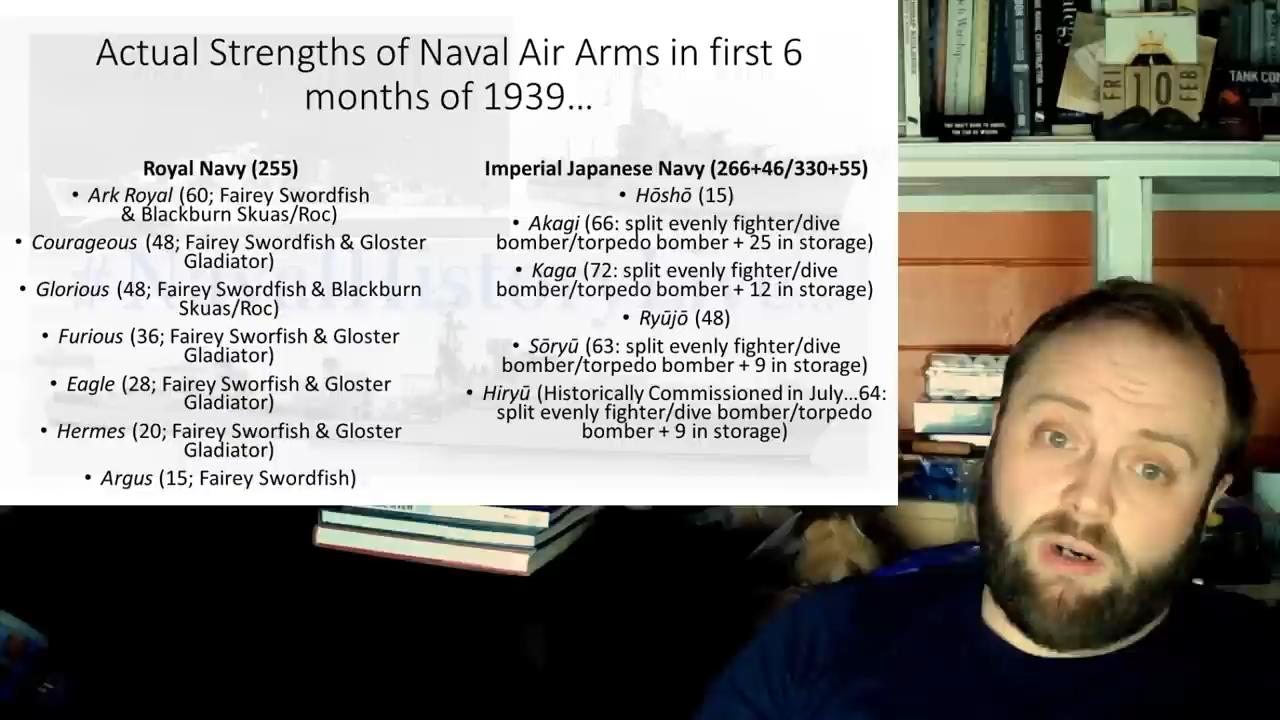 Actual Strengths of Naval Air Arms in first 6
months of 1939...
Royal Navy (255)
• Ark Royal (60; Fairey Swordfish
& Blackburn Skuas/Roc)
• Courageous (48; Fairey Swordfish & Gloster
Gladiator)
• Glorious (48; Fairey Swordfish & Blackburn
Skuas/Roc)
• Furious (36; Fairey Sworfish & Gloster
Gladiator)
• Eagle (28; Fairey Sworfish & Gloster
Gladiator)
• Hermes (20; Fairey Sworfish & Gloster
Gladiator)
• Argus (15; Fairey Swordfish)
Imperial Japanese Navy (266+46/330+55)
• Hōshō (15)
• Akagi (66: split evenly fighter/dive
bomber/torpedo bomber + 25 in storage)
• Kaga (72: split evenly fighter/dive
bomber/torpedo bomber + 12 in storage)
• Ryūjō (48)
• Sōryū (63: split evenly fighter/dive
bomber/torpedo bomber + 9 in storage)
• Hiryū (Historically Commissioned in July...64:
split evenly fighter/dive bomber/torpedo
bomber + 9 in storage)
FRI 10 FEB
TANK CON